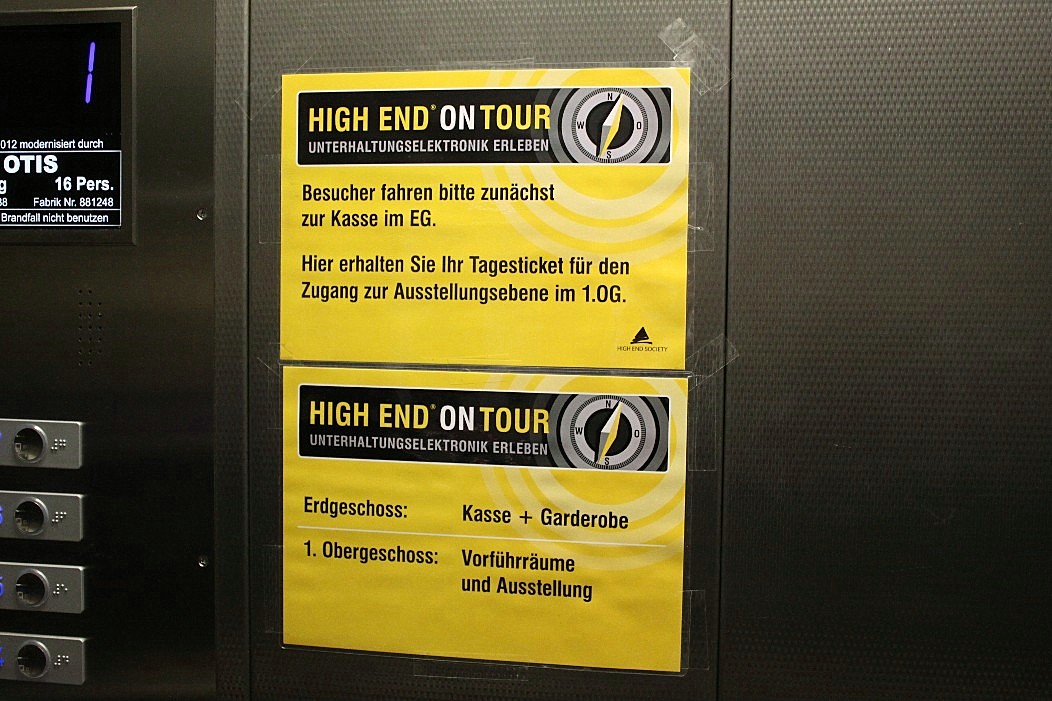 1
012 modernisiert durch
OTIS
g 16 Pers.
38 Fabrik Nr. 881248
Brandfall nicht benutzen
HIGH END® ON TOUR
UNTERHALTUNGSELEKTRONIK ERLEBEN
N
W O
S
Besucher fahren bitte zunächst
zur Kasse im EG.
Hier erhalten Sie Ihr Tagesticket für den
Zugang zur Ausstellungsebene im 1.OG.
HIGH END SOCIETY
HIGH END® ON TOUR
UNTERHALTUNGSELEKTRONIK ERLEBEN
N
W O
S
Erdgeschoss: Kasse + Garderobe
1. Obergeschoss: Vorführräume
und Ausstellung
6
5